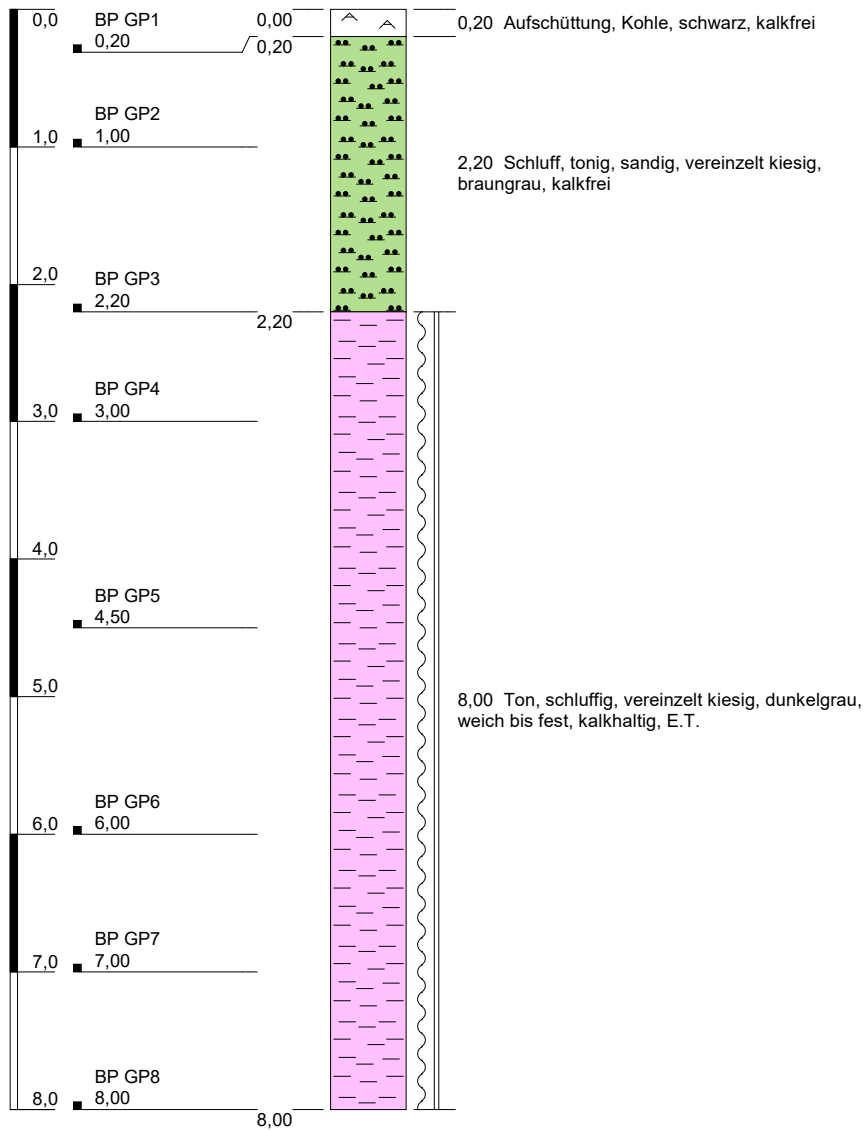 0,0
BP GP1
0,20
0,00
0,20
0,20 Aufschüttung, Kohle, schwarz, kalkfrei
BP GP2
1,00
1,0
2,20 Schluff, tonig, sandig, vereinzelt kiesig,
braungrau, kalkfrei
2,0
BP GP3
2,20
2,20
BP GP4
3,00
3,0
4,0
BP GP5
4,50
5,0
8,00 Ton, schluffig, vereinzelt kiesig, dunkelgrau,
weich bis fest, kalkhaltig, E.T.
BP GP6
6,00
6,0
BP GP7
7,00
7,0
BP GP8
8,00
8,0
8,00